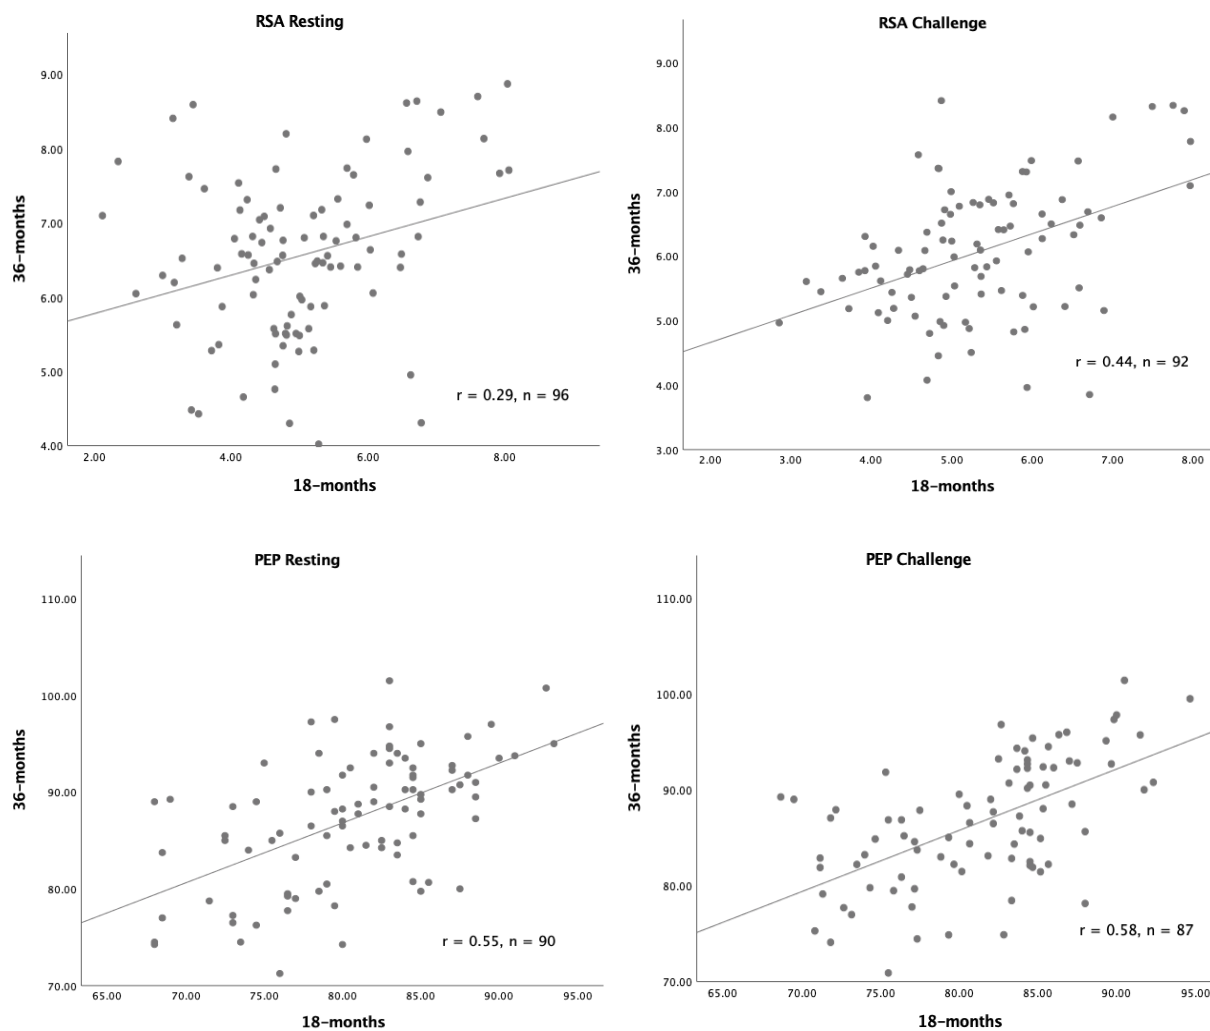 RSA Resting
9.00
8.00
7.00
6.00
5.00
4.00
36-months
r = 0.29, n = 96
2.00 4.00 6.00 8.00
18-months
RSA Challenge
9.00
8.00
7.00
6.00
5.00
4.00
3.00
36-months
r = 0.44, n = 92
2.00 3.00 4.00 5.00 6.00 7.00 8.00
18-months
PEP Resting
110.00
100.00
90.00
80.00
70.00
36-months
r = 0.55, n = 90
65.00 70.00 75.00 80.00 85.00 90.00 95.00
18-months
PEP Challenge
110.00
100.00
90.00
80.00
70.00
36-months
r = 0.58, n = 87
65.00 70.00 75.00 80.00 85.00 90.00 95.00
18-months